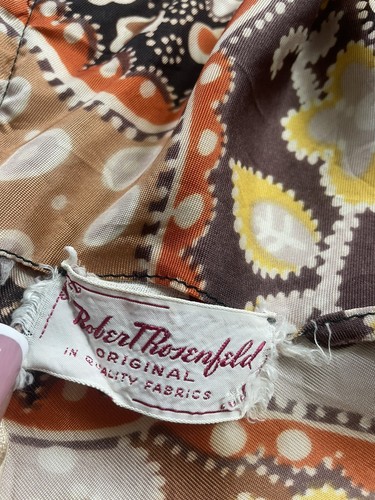 Robert Rosenfeld
ORIGINAL
IN QUALITY FABRICS